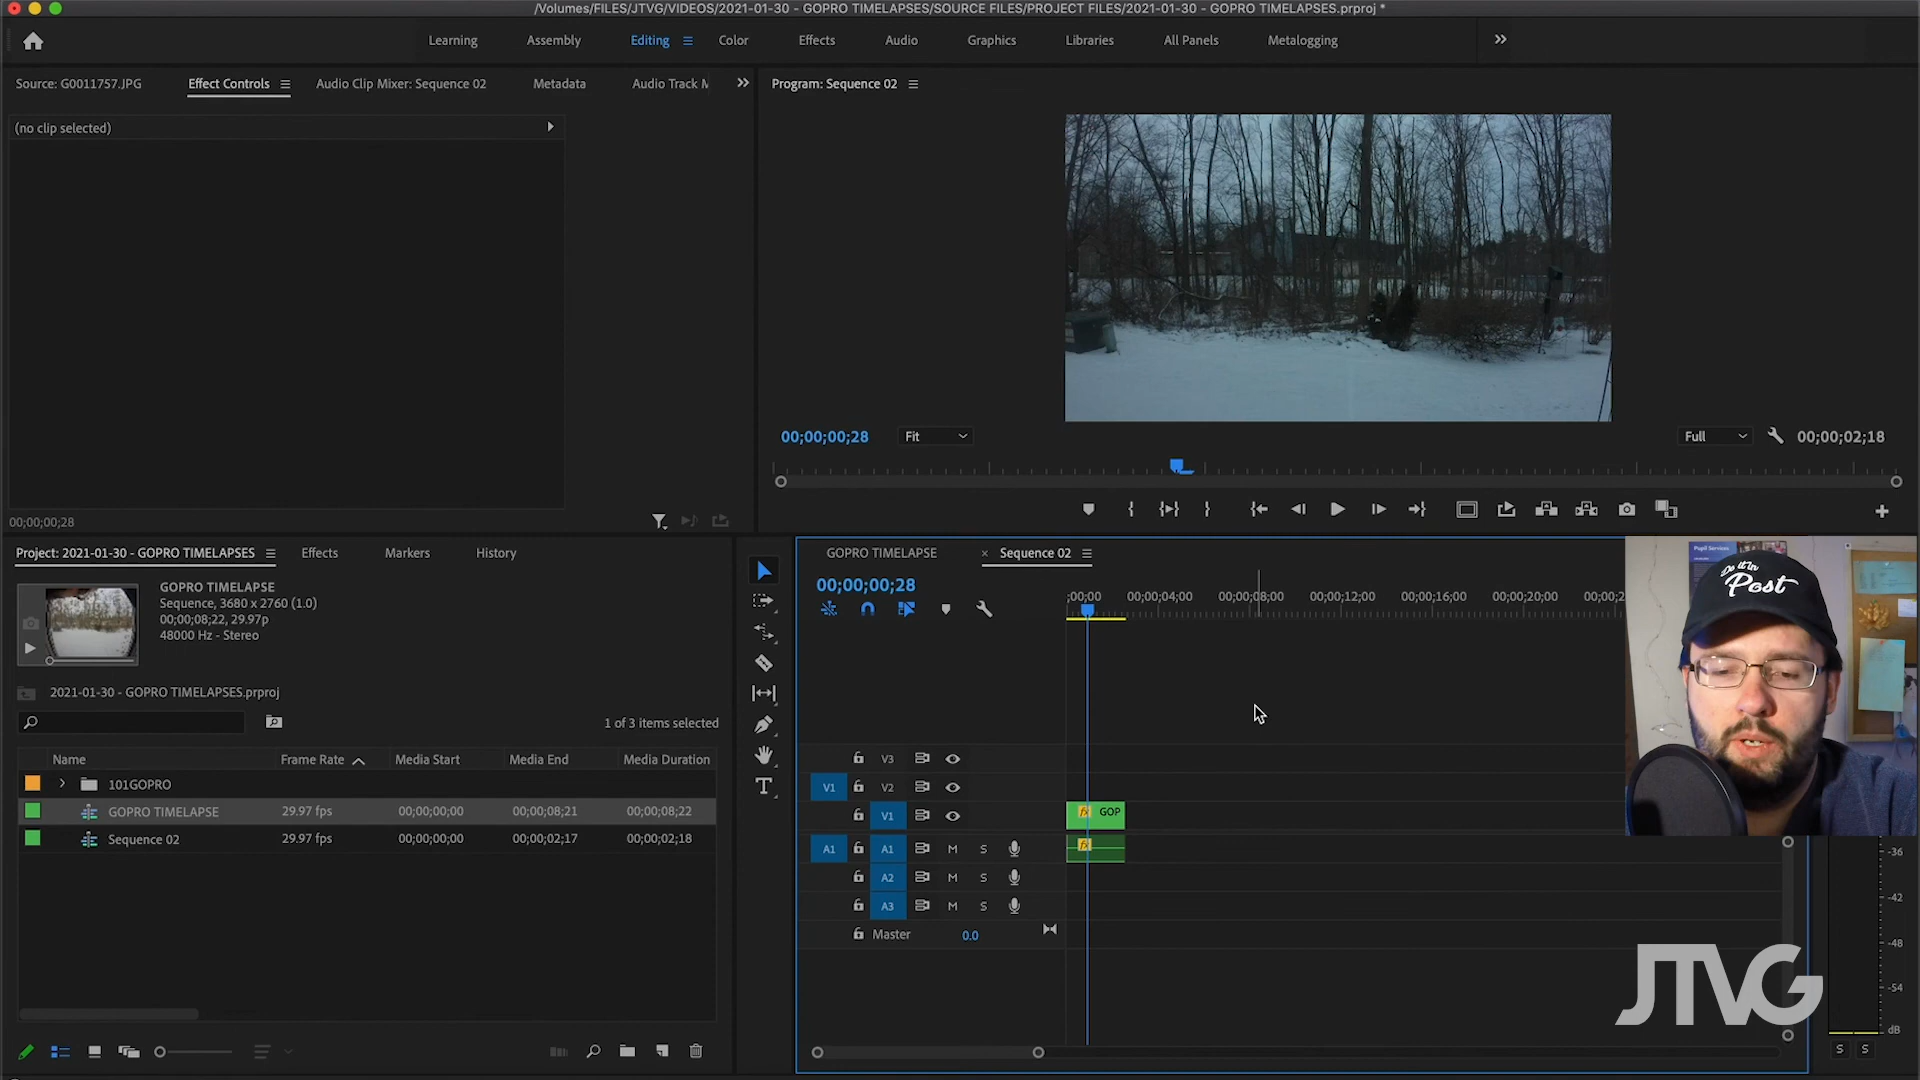 /Volumes/FILES/JTVG/VIDEOS/2021-01-30 - GOPRO TIMELAPSES/SOURCE FILES/PROJECT FILES/2021-01-30 - GOPRO TIMELAPSES.prproj *
Learning Assembly Editing Color Effects Audio Graphics Libraries All Panels Metalogging
Source: G0011757.JPG Effect Controls Audio Clip Mixer: Sequence 02 Metadata Audio Track M
Program: Sequence 02
(no clip selected)
00;00;00;28 Fit Full 00;00;02;18
00;00;00;28
Project: 2021-01-30 - GOPRO TIMELAPSES Effects Markers History
GOPRO TIMELAPSE
Sequence, 3680 x 2760 (1.0)
00;00;08;22, 29.97p
48000 Hz - Stereo
2021-01-30 - GOPRO TIMELAPSES.prproj
1 of 3 items selected
Name Frame Rate Media Start Media End Media Duration
101GOPRO
GOPRO TIMELAPSE 29.97 fps 00;00;00;00 00;00;08;21 00;00;08;22
Sequence 02 29.97 fps 00;00;00;00 00;00;02;17 00;00;02;18
GOPRO TIMELAPSE × Sequence 02
00;00;00;28
;00;00 00;00;04;00 00;00;08;00 00;00;12;00 00;00;16;00 00;00;20;00 00;00;2
V3
V1 V2
V1 fx GOP
A1 A1 M S fx
A2 M S
A3 M S
Master 0.0
Pupil Services
Do it in
Post
-36
-42
-48
-54
dB
S S
JTVG